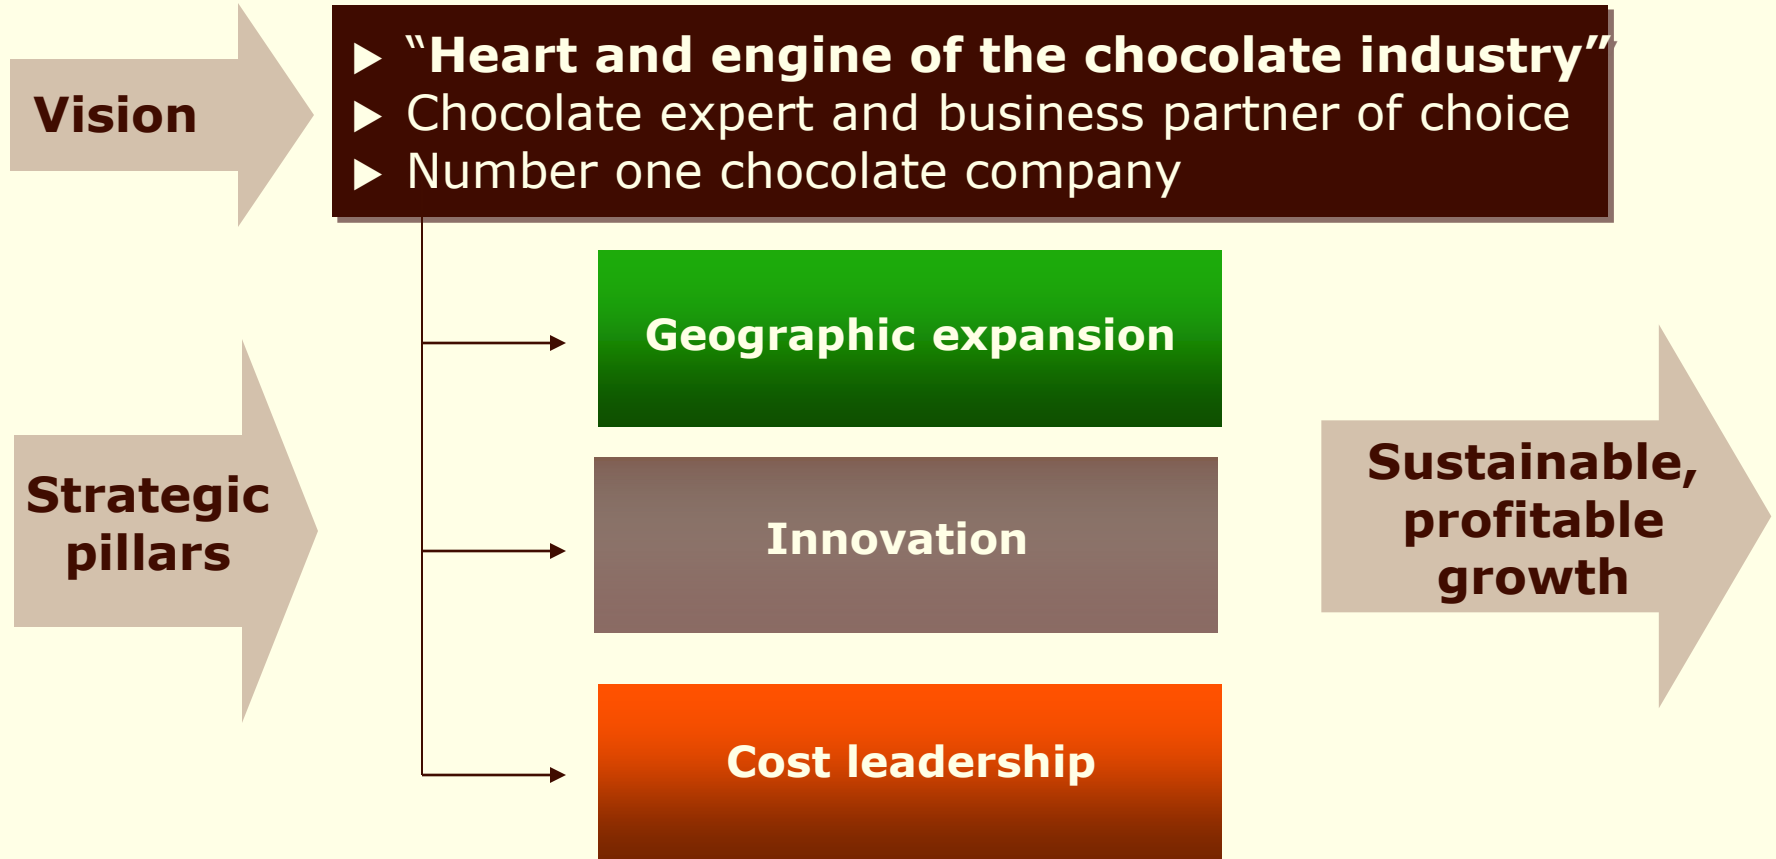 Vision
▶ “Heart and engine of the chocolate industry”
▶ Chocolate expert and business partner of choice
▶ Number one chocolate company
Strategic
pillars
Geographic expansion
Innovation
Cost leadership
Sustainable,
profitable
growth